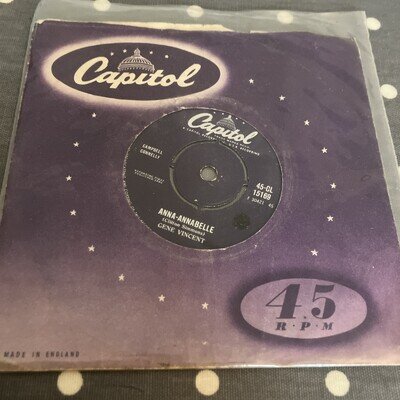 Capitol
Capitol
CAMPBELL
CONNELLY
45-CL
15169
ANNA-ANNABELLE
GENE VINCENT
45
R·P·M
MADE IN ENGLAND